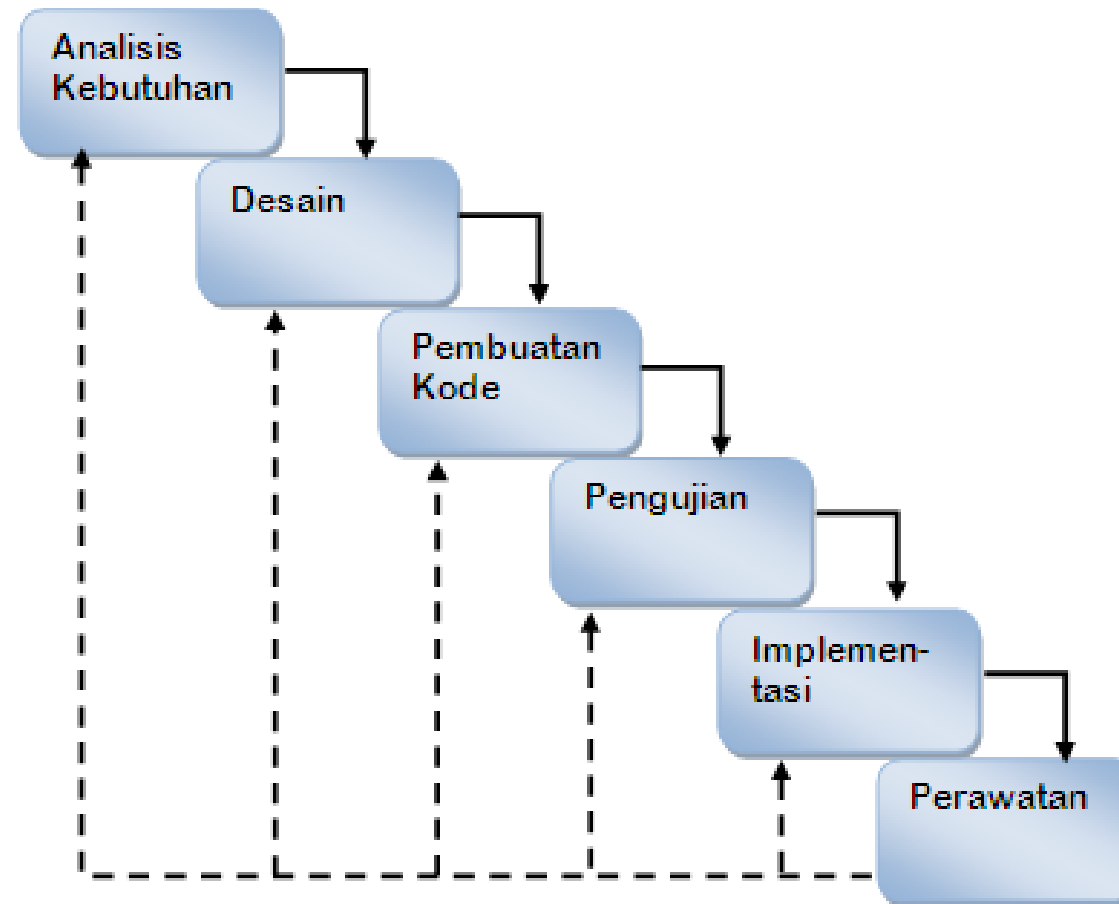 Analisis
Kebutuhan
Desain
Pembuatan
Kode
Pengujian
Implemen-
tasi
Perawatan